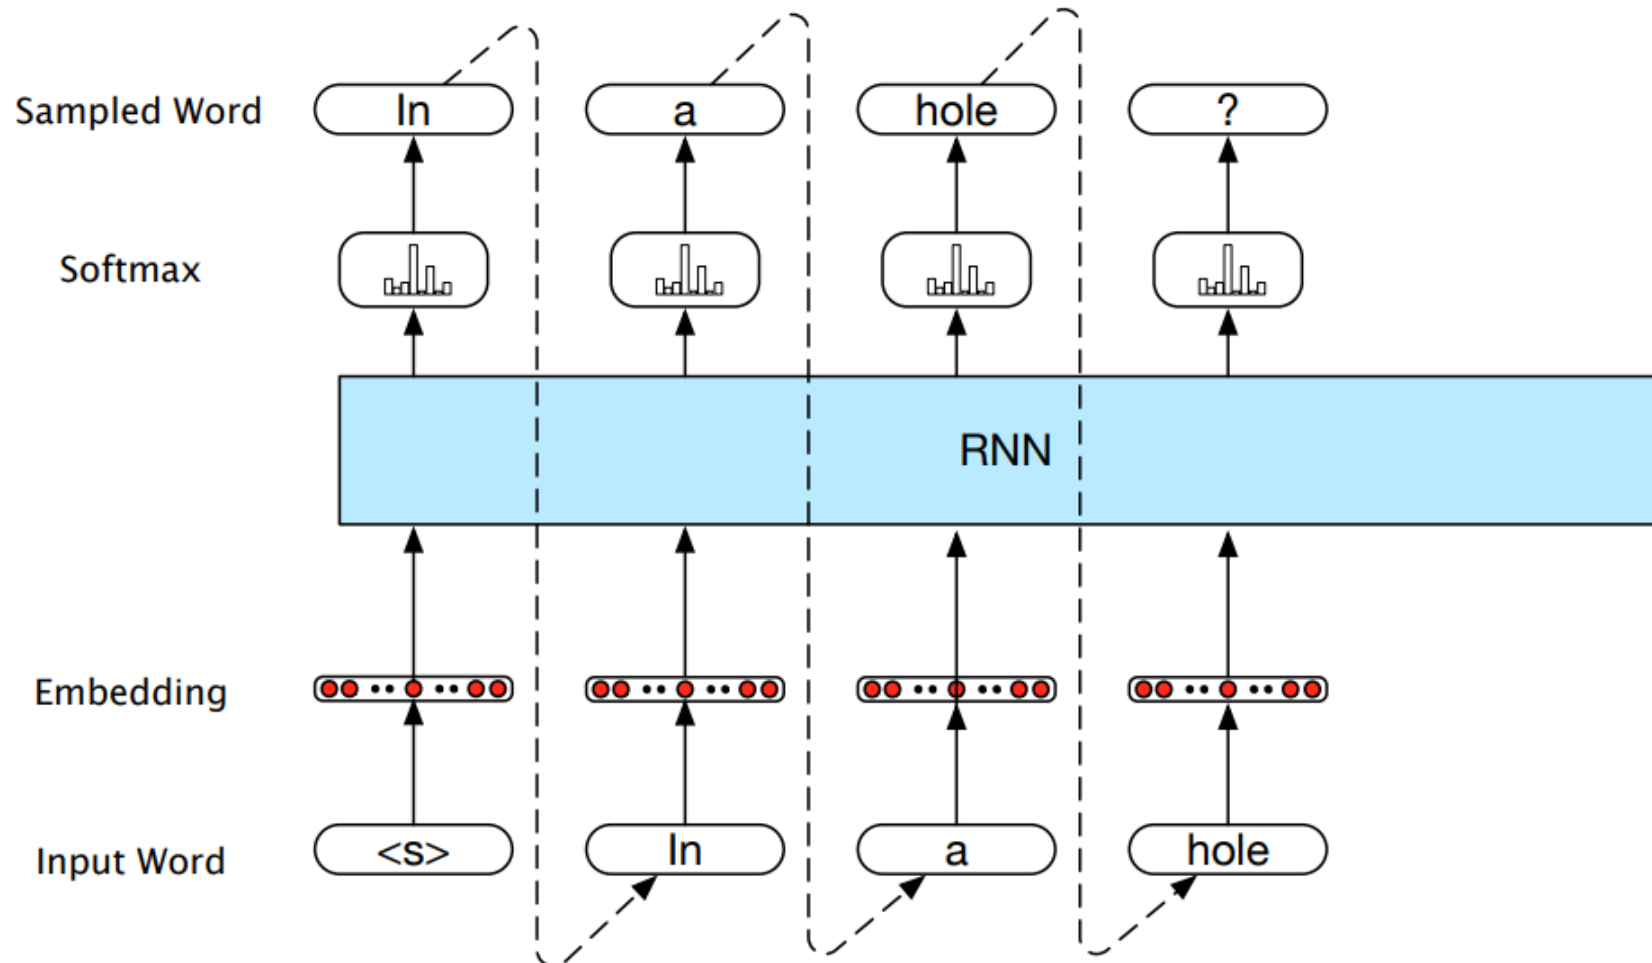 Sampled Word In a hole ?
Softmax
RNN
Embedding
Input Word <s> In a hole